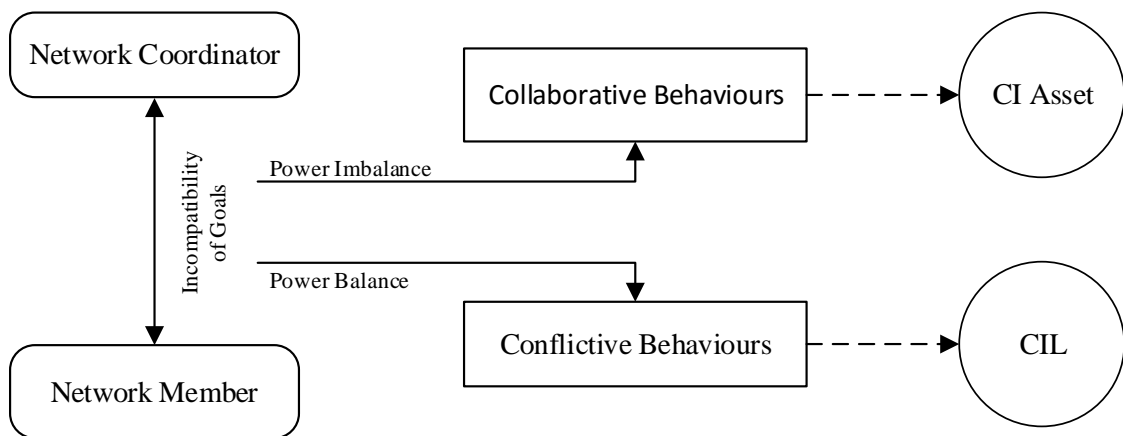 Network Coordinator
Collaborative Behaviours
CI Asset
Power Imbalance
Incompatibility
of Goals
Power Balance
Conflictive Behaviours
CIL
Network Member